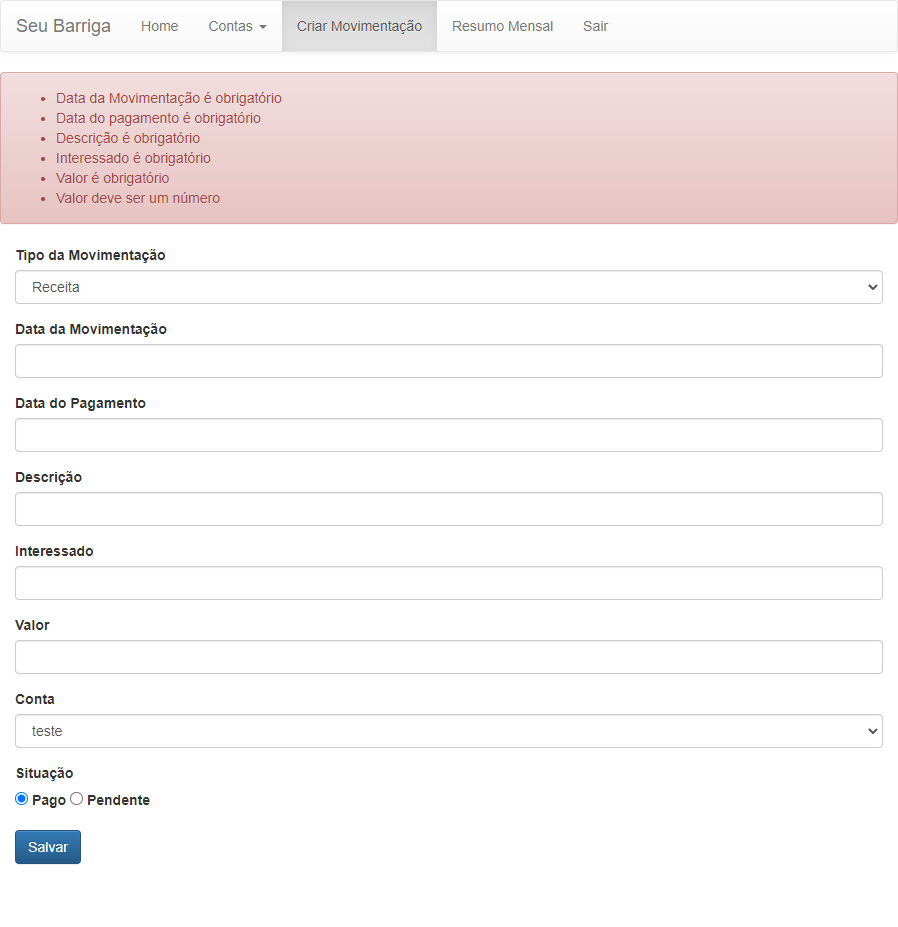 Seu Barriga Home Contas Criar Movimentação Resumo Mensal Sair
Data da Movimentação é obrigatório
Data do pagamento é obrigatório
Descrição é obrigatório
Interessado é obrigatório
Valor é obrigatório
Valor deve ser um número
Tipo da Movimentação
Receita
Data da Movimentação
Data do Pagamento
Descrição
Interessado
Valor
Conta
teste
Situação
Pago Pendente
Salvar